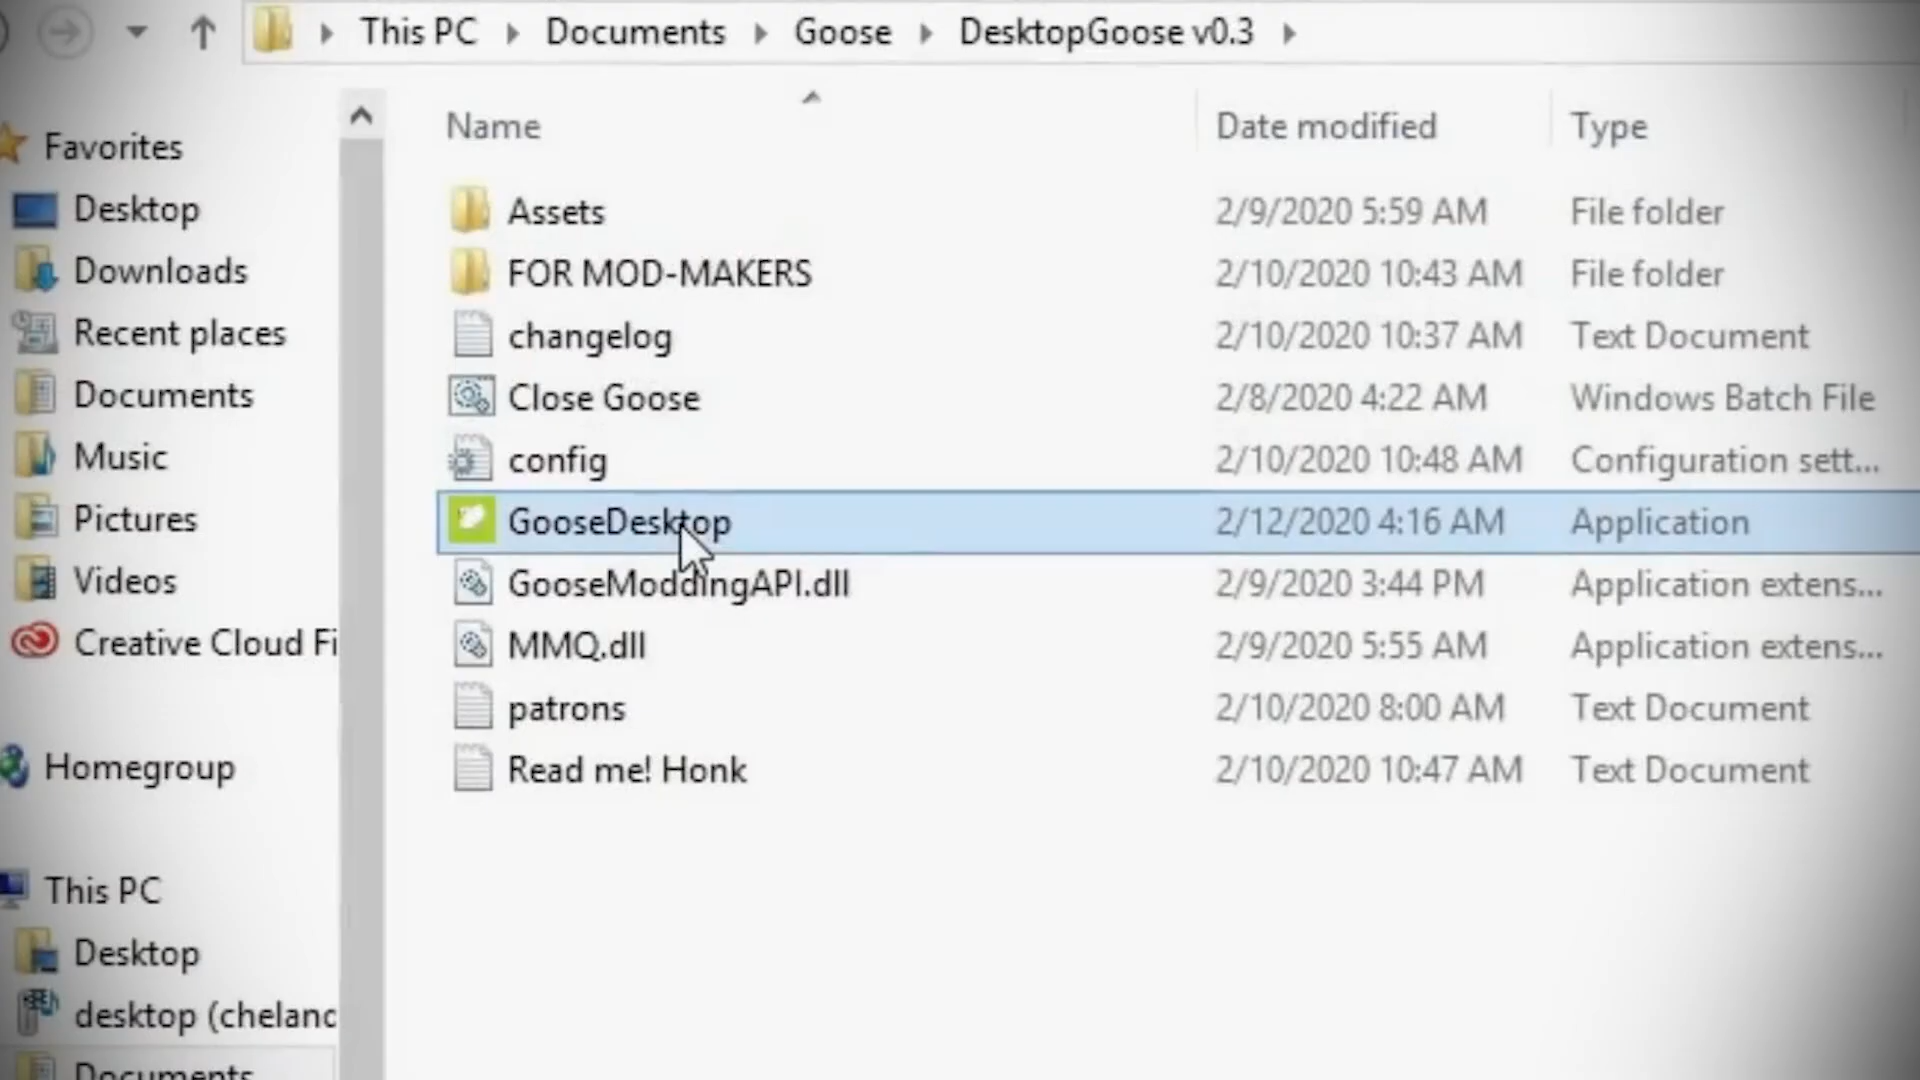 This PC Documents Goose DesktopGoose v0.3
Name Date modified Type
Favorites
Desktop
Downloads
Recent places
Documents
Music
Pictures
Videos
Creative Cloud Fi
Homegroup
This PC
Desktop
desktop (cheland
Documents
Assets 2/9/2020 5:59 AM File folder
FOR MOD-MAKERS 2/10/2020 10:43 AM File folder
changelog 2/10/2020 10:37 AM Text Document
Close Goose 2/8/2020 4:22 AM Windows Batch File
config 2/10/2020 10:48 AM Configuration sett...
GooseDesktop 2/12/2020 4:16 AM Application
GooseModdingAPI.dll 2/9/2020 3:44 PM Application extens...
MMQ.dll 2/9/2020 5:55 AM Application extens...
patrons 2/10/2020 8:00 AM Text Document
Read me! Honk 2/10/2020 10:47 AM Text Document